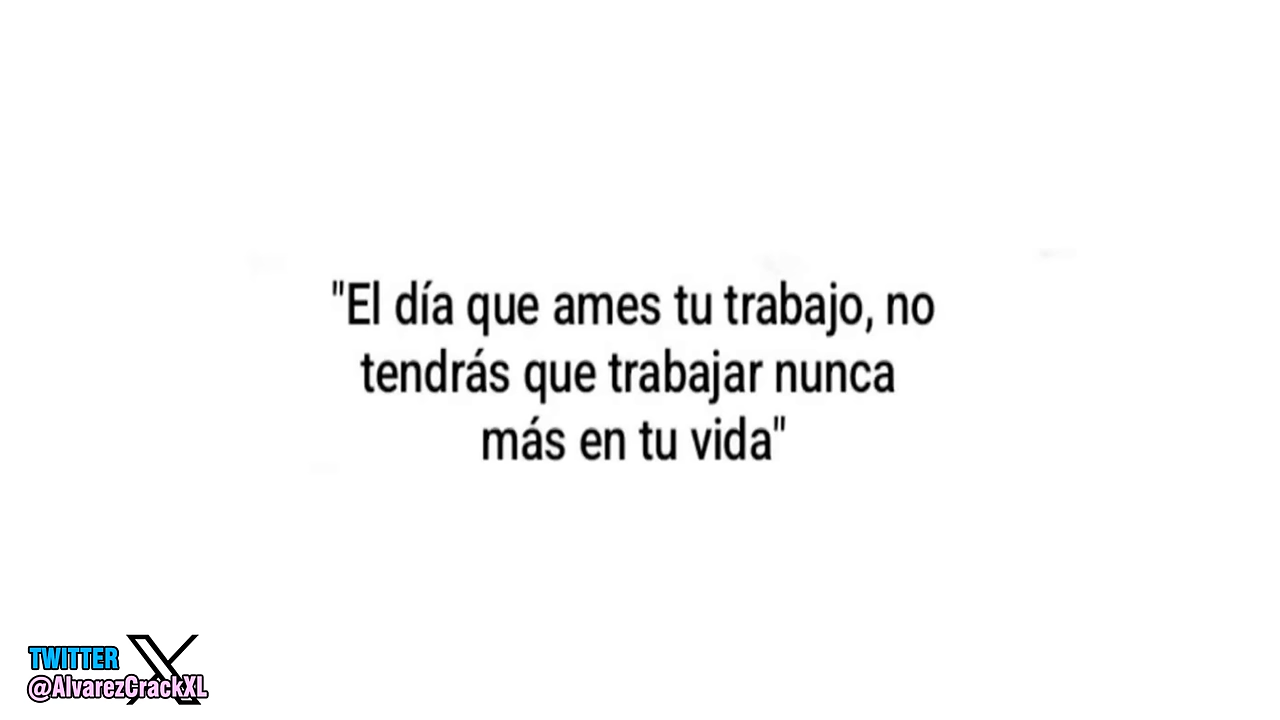 "El día que ames tu trabajo, no
tendrás que trabajar nunca
más en tu vida"
TWITTER X
@AlvarezCrackXL